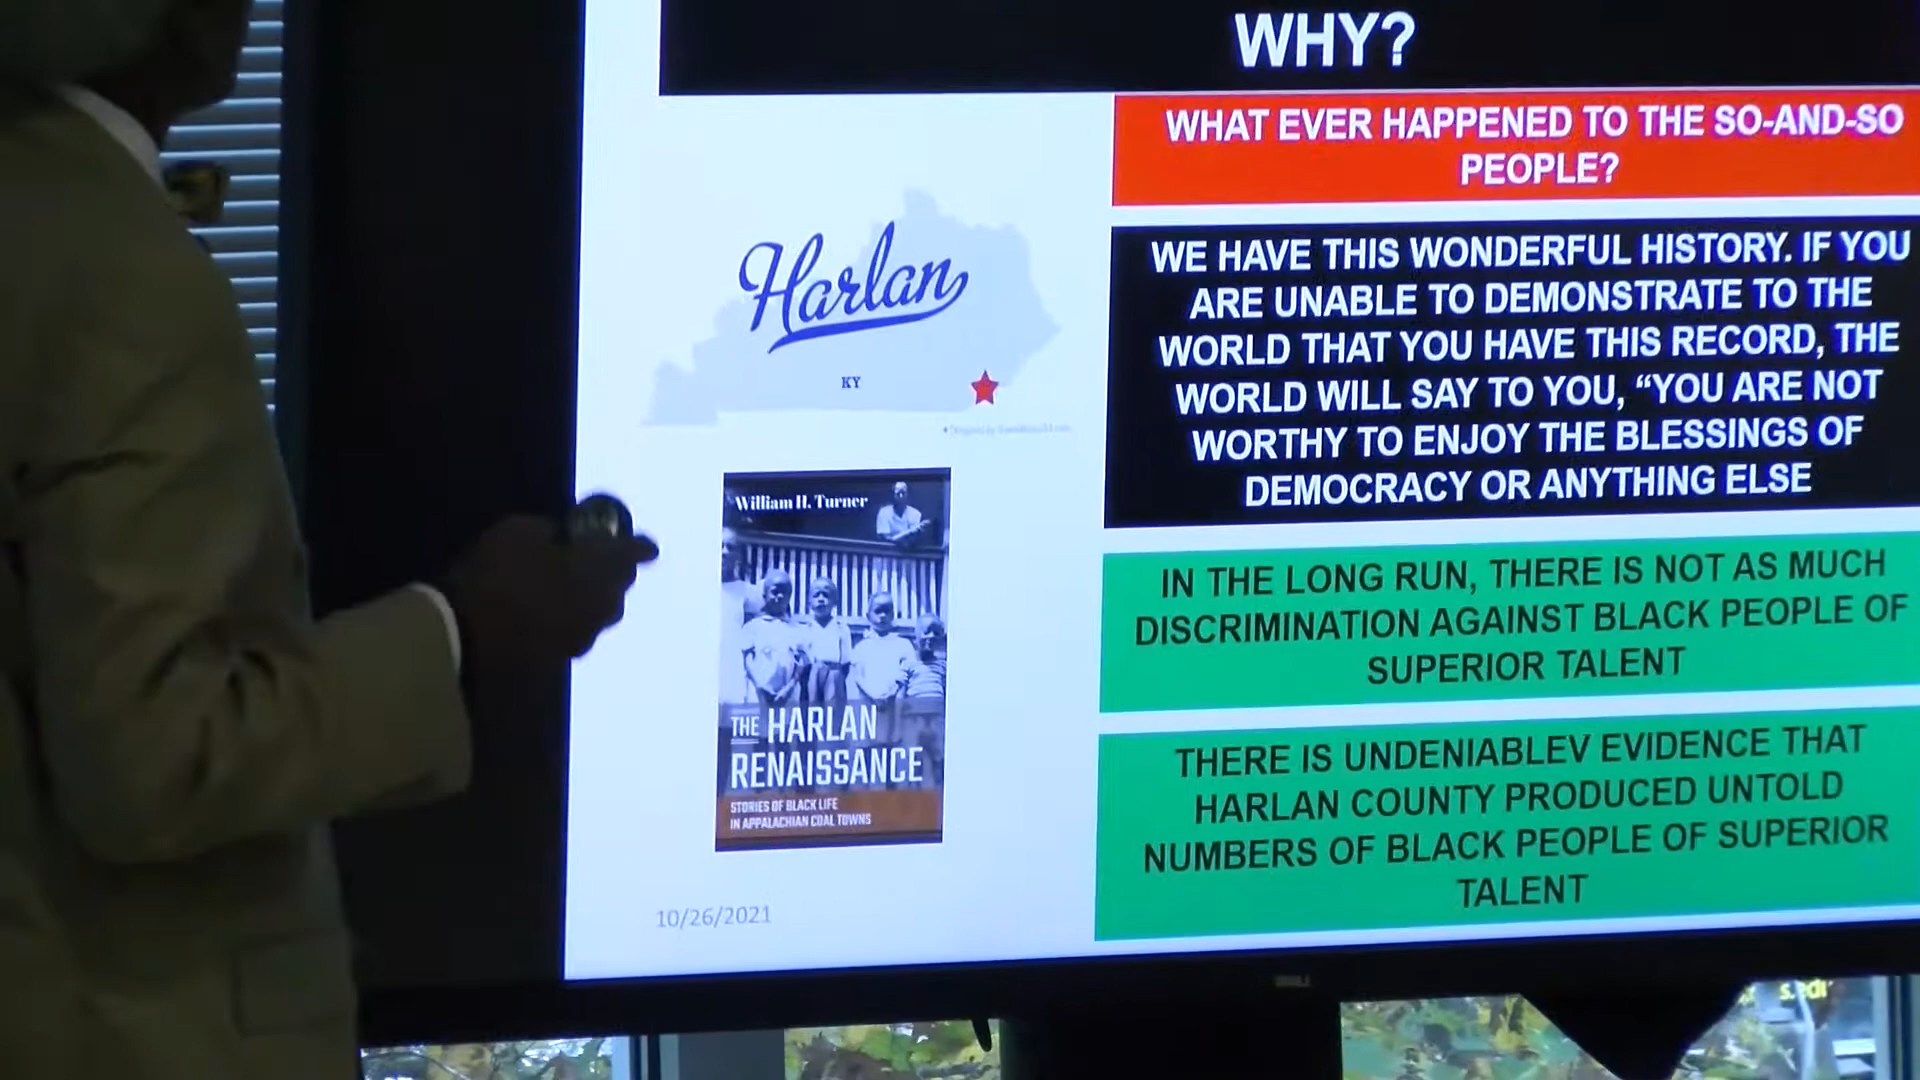 WHY?
WHAT EVER HAPPENED TO THE SO-AND-SO
PEOPLE?
WE HAVE THIS WONDERFUL HISTORY. IF YOU
ARE UNABLE TO DEMONSTRATE TO THE
WORLD THAT YOU HAVE THIS RECORD, THE
WORLD WILL SAY TO YOU, “YOU ARE NOT
WORTHY TO ENJOY THE BLESSINGS OF
DEMOCRACY OR ANYTHING ELSE
IN THE LONG RUN, THERE IS NOT AS MUCH
DISCRIMINATION AGAINST BLACK PEOPLE OF
SUPERIOR TALENT
THERE IS UNDENIABLEV EVIDENCE THAT
HARLAN COUNTY PRODUCED UNTOLD
NUMBERS OF BLACK PEOPLE OF SUPERIOR
TALENT
Harlan
KY
William H. Turner
THE HARLAN
RENAISSANCE
STORIES OF BLACK LIFE
IN APPALACHIAN COAL TOWNS
10/26/2021